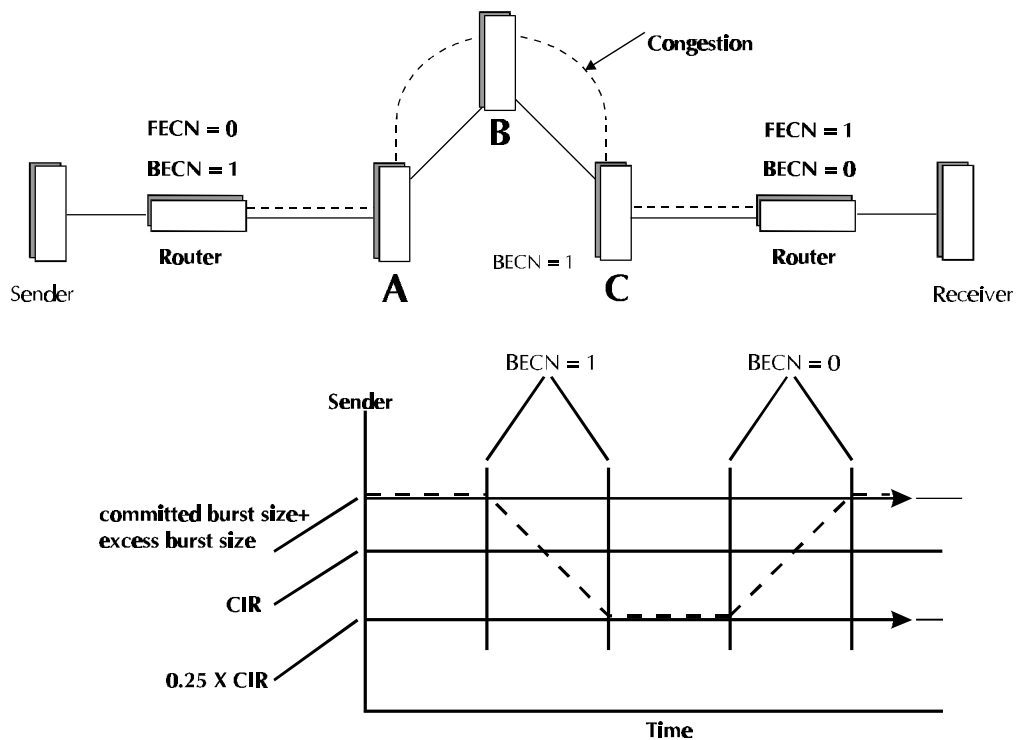 Congestion
B
FECN = 0
BECN = 1
FECN = 1
BECN = 0
Router
A
BECN = 1
C
Router
Sender
Receiver
BECN = 1
BECN = 0
Sender
committed burst size+
excess burst size
CIR
0.25 X CIR
Time